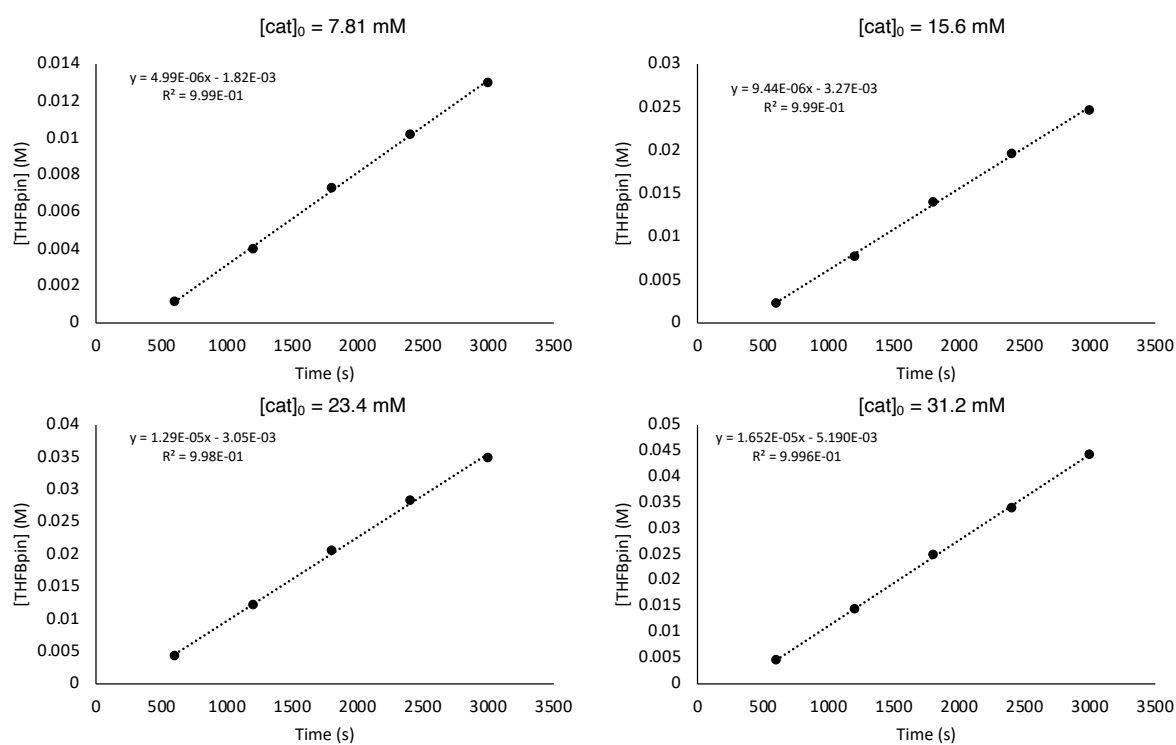 [cat]₀ = 7.81 mM
y = 4.99E-06x - 1.82E-03
R² = 9.99E-01
[THFBpin] (M)
0.014
0.012
0.01
0.008
0.006
0.004
0.002
0
0 500 1000 1500 2000 2500 3000 3500
Time (s)
[cat]₀ = 15.6 mM
y = 9.44E-06x - 3.27E-03
R² = 9.99E-01
[THFBpin] (M)
0.03
0.025
0.02
0.015
0.01
0.005
0
0 500 1000 1500 2000 2500 3000 3500
Time (s)
[cat]₀ = 23.4 mM
y = 1.29E-05x - 3.05E-03
R² = 9.98E-01
[THFBpin] (M)
0.04
0.035
0.03
0.025
0.02
0.015
0.01
0.005
0
0 500 1000 1500 2000 2500 3000 3500
Time (s)
[cat]₀ = 31.2 mM
y = 1.652E-05x - 5.190E-03
R² = 9.996E-01
[THFBpin] (M)
0.05
0.045
0.04
0.035
0.03
0.025
0.02
0.015
0.01
0.005
0
0 500 1000 1500 2000 2500 3000 3500
Time (s)